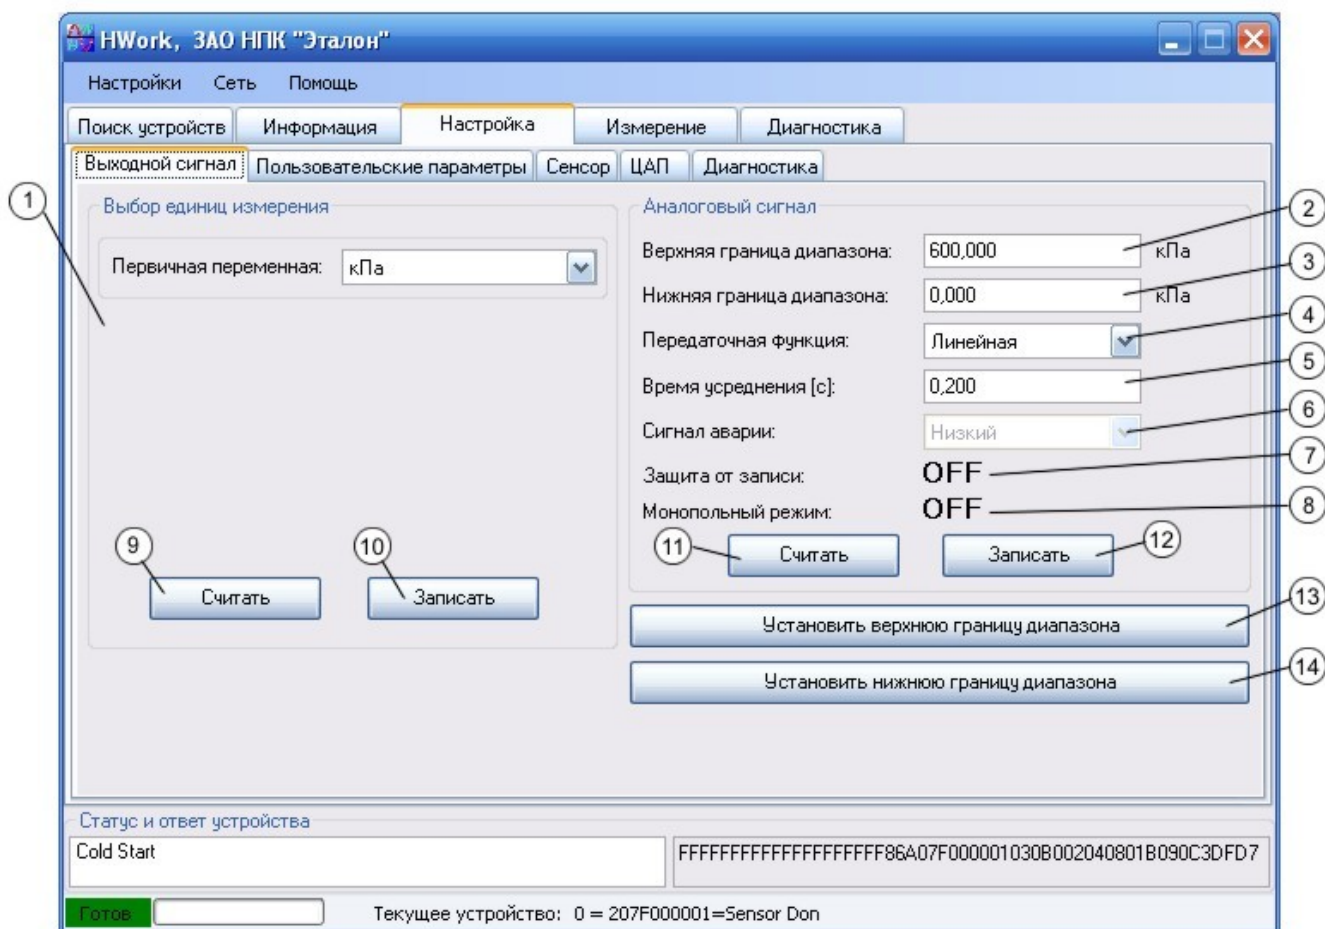 HWork, ЗАО НПК "Эталон"
Настройки Сеть Помощь
Поиск устройств Информация Настройка Измерение Диагностика
Выходной сигнал Пользовательские параметры Сенсор ЦАП Диагностика
1
Выбор единиц измерения
Первичная переменная: кПа
9
10
Считать Записать
Аналоговый сигнал
Верхняя граница диапазона: 600,000 кПа 2
Нижняя граница диапазона: 0,000 кПа 3
Передаточная функция: Линейная 4
Время усреднения [с]: 0,200 5
Сигнал аварии: Низкий 6
Защита от записи: OFF 7
Монопольный режим: OFF 8
11 Считать Записать 12
Установить верхнюю границу диапазона 13
Установить нижнюю границу диапазона 14
Статус и ответ устройства
Cold Start FFFFFFFFFFFFFFFFFFFF86A07F000001030B002040801B090C3DFD7
Готов Текущее устройство: 0 = 207F000001=Sensor Don